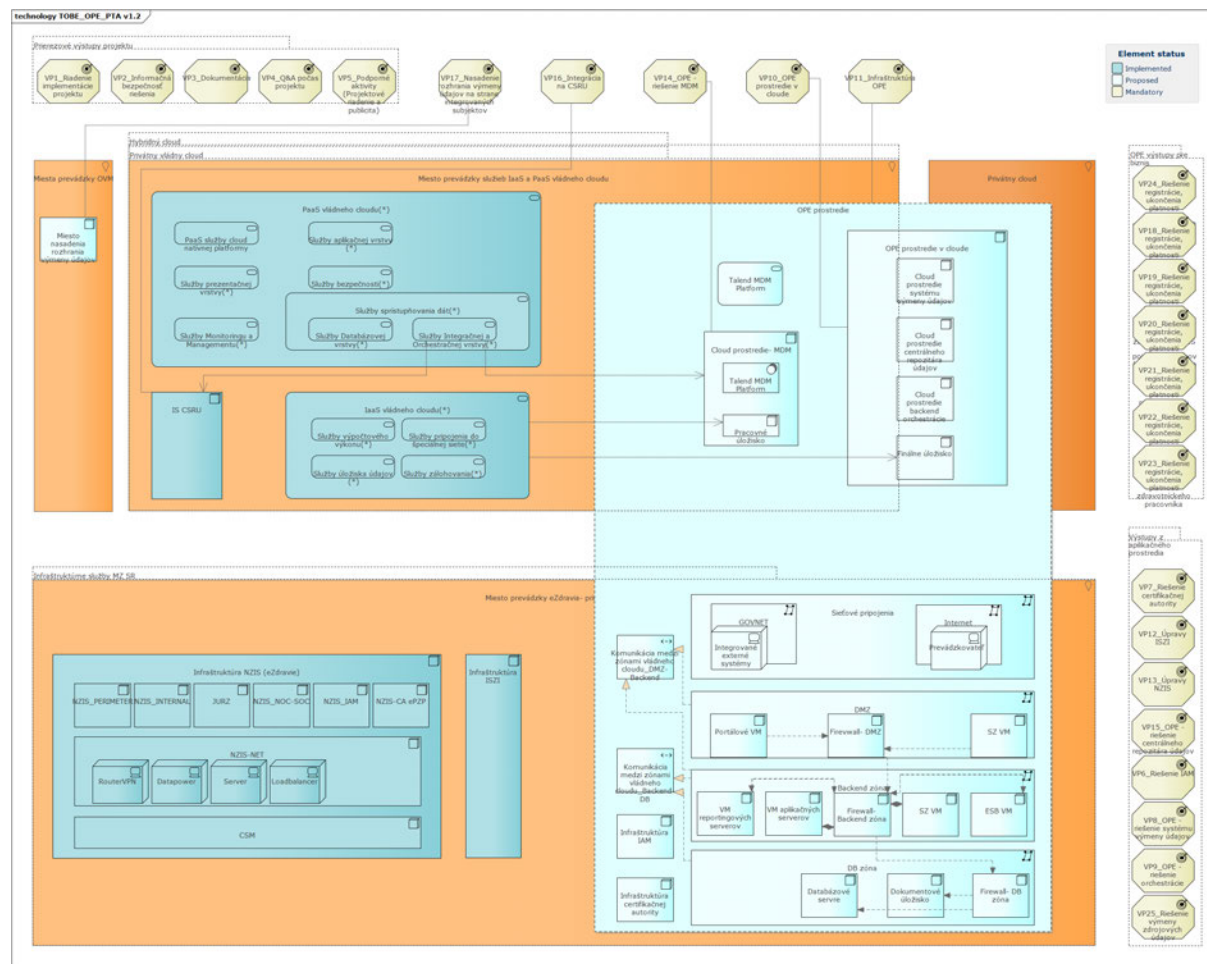 technology TOBE_OPE_PTA v1.2
Prierezové výstupy projektu
VP1_Riadenie
implementácie
projektu
VP2_Informačná
bezpečnosť
riešenia
VP3_Dokumentácia
VP4_Q&A počas
projektu
VP5_Podporné
aktivity
(Projektové
riadenie a
publicita)
VP17_Nasadenie
rozhrania výmeny
údajov na strane
integrovaných
subjektov
VP16_Integrácia
na CSRU
VP14_OPE -
riešenie MDM
VP10_OPE
prostredie v
cloude
VP11_Infraštruktúra
OPE
Element status
Implemented
Proposed
Mandatory
Hybridný cloud
Privátny vládny cloud
Miesta prevádzky OVM
Miesto
nasadenia
rozhrania
výmeny údajov
Miesto prevádzky služieb IaaS a PaaS vládneho cloudu
Privátny cloud
PaaS vládneho cloudu(*)
PaaS služby cloud
natívnej platformy
Služby aplikačnej vrstvy
(*)
Služby prezentačnej
vrstvy(*)
Služby bezpečnosti(*)
Služby sprístupňovania dát(*)
Služby Monitoringu a
Managementu(*)
Služby Databázovej
vrstvy(*)
Služby Integračnej a
Orchestračnej vrstvy(*)
IS CSRU
IaaS vládneho cloudu(*)
Služby výpočtového
výkonu(*)
Služby pripojenia do
špeciálnej siete(*)
Služby úložiska údajov
(*)
Služby zálohovania(*)
OPE prostredie
Talend MDM
Platform
Cloud prostredie- MDM
Talend MDM
Platform
Pracovné
úložisko
OPE prostredie v cloude
Cloud
prostredie
systému
výmeny údajov
Cloud
prostredie
centrálneho
repozitára
údajov
Cloud
prostredie
backend
orchestrácie
Finálne úložisko
OPE výstupy pre
biznis
VP24_Riešenie
registrácie,
ukončenia
platnosti
VP18_Riešenie
registrácie,
ukončenia
platnosti
VP19_Riešenie
registrácie,
ukončenia
platnosti
VP20_Riešenie
registrácie,
ukončenia
platnosti
VP21_Riešenie
registrácie,
ukončenia
platnosti
VP22_Riešenie
registrácie,
ukončenia
platnosti
VP23_Riešenie
registrácie,
ukončenia
platnosti
zdravotníckeho
pracovníka
Infraštruktúrne služby MZ SR
Miesto prevádzky eZdravia- pri
Infraštruktúra NZIS (eZdravie)
NZIS_PERIMETER
NZIS_INTERNAL
JURZ
NZIS_NOC-SOC
NZIS_IAM
NZIS-CA ePZP
NZIS-NET
RouterVPN
Datapower
Server
Loadbalancer
CSM
Infraštruktúra
ISZI
Komunikácia medzi
zónami vládneho
cloudu_DMZ-
Backend
Komunikácia
medzi zónami
vládneho
cloudu_Backend-
DB
Infraštruktúra
IAM
Infraštruktúra
certifikačnej
autority
Sieťové pripojenia
GOVNET
Integrované
externé
systémy
Internet
Prevádzkovateľ
DMZ
Portálové VM
Firewall- DMZ
SZ VM
Backend zóna
VM
reportingových
serverov
VM aplikačných
serverov
Firewall-
Backend zóna
SZ VM
ESB VM
DB zóna
Databázové
servre
Dokumentové
úložisko
Firewall- DB
zóna
Výstupy z
aplikačného
prostredia
VP7_Riešenie
certifikačnej
autority
VP12_Úpravy
ISZI
VP13_Úpravy
NZIS
VP15_OPE -
riešenie
centrálneho
repozitára údajov
VP6_Riešenie IAM
VP8_OPE -
riešenie systému
výmeny údajov
VP9_OPE -
riešenie
orchestrácie
VP25_Riešenie
výmeny
zdrojových
údajov